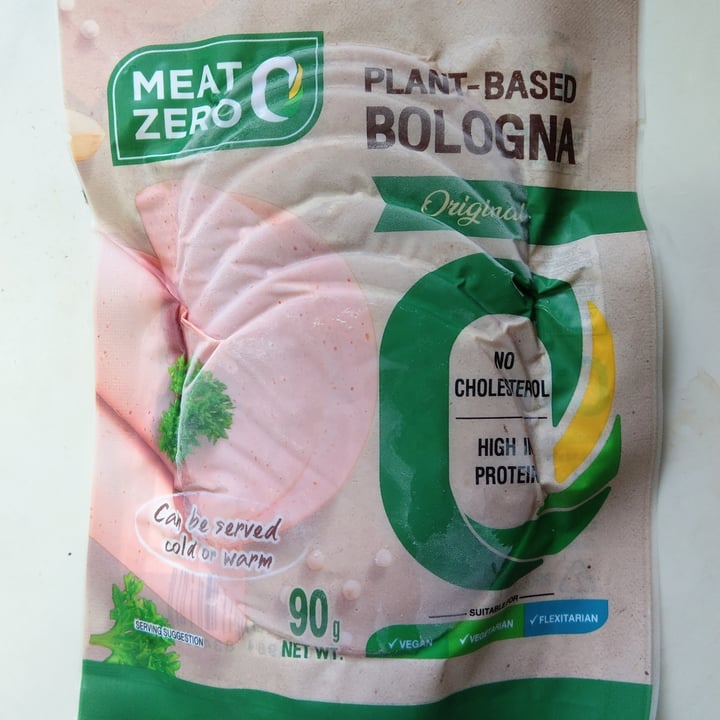 MEAT
ZERO
PLANT-BASED
BOLOGNA
Original
NO
CHOLESTEROL
HIGH IN
PROTEIN
Can be served
cold or warm
SERVING SUGGESTION
90 g
NET WT.
SUITABLE FOR
✓VEGAN ✓VEGETARIAN ✓FLEXITARIAN